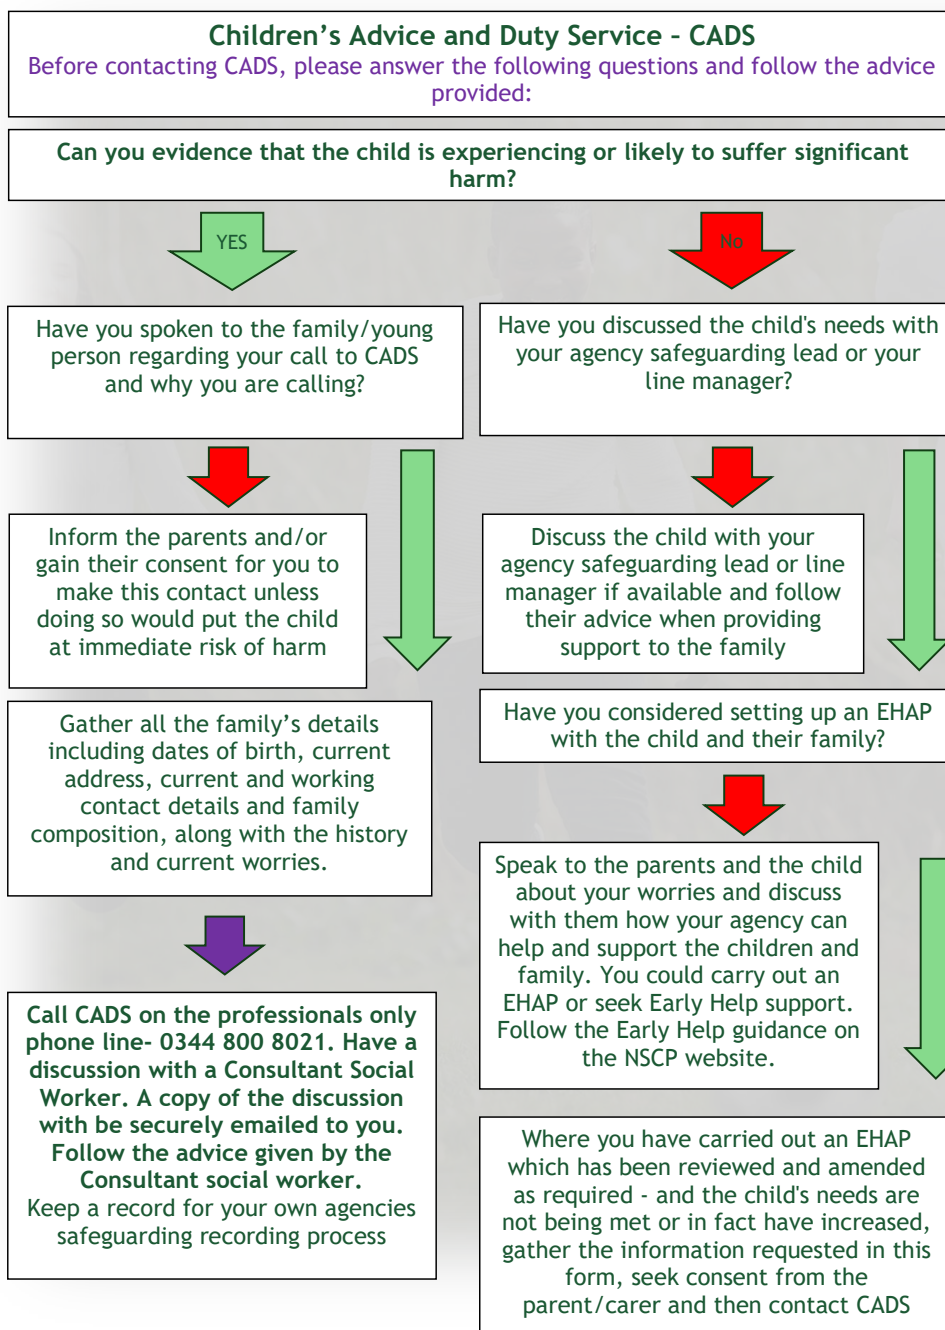 Children’s Advice and Duty Service – CADS
Before contacting CADS, please answer the following questions and follow the advice
provided:
Can you evidence that the child is experiencing or likely to suffer significant
harm?
YES
No
Have you spoken to the family/young
person regarding your call to CADS
and why you are calling?
Have you discussed the child's needs with
your agency safeguarding lead or your
line manager?
Inform the parents and/or
gain their consent for you to
make this contact unless
doing so would put the child
at immediate risk of harm
Discuss the child with your
agency safeguarding lead or line
manager if available and follow
their advice when providing
support to the family
Gather all the family’s details
including dates of birth, current
address, current and working
contact details and family
composition, along with the history
and current worries.
Have you considered setting up an EHAP
with the child and their family?
Speak to the parents and the child
about your worries and discuss
with them how your agency can
help and support the children and
family. You could carry out an
EHAP or seek Early Help support.
Follow the Early Help guidance on
the NSCP website.
Call CADS on the professionals only
phone line- 0344 800 8021. Have a
discussion with a Consultant Social
Worker. A copy of the discussion
with be securely emailed to you.
Follow the advice given by the
Consultant social worker.
Keep a record for your own agencies
safeguarding recording process
Where you have carried out an EHAP
which has been reviewed and amended
as required - and the child's needs are
not being met or in fact have increased,
gather the information requested in this
form, seek consent from the
parent/carer and then contact CADS